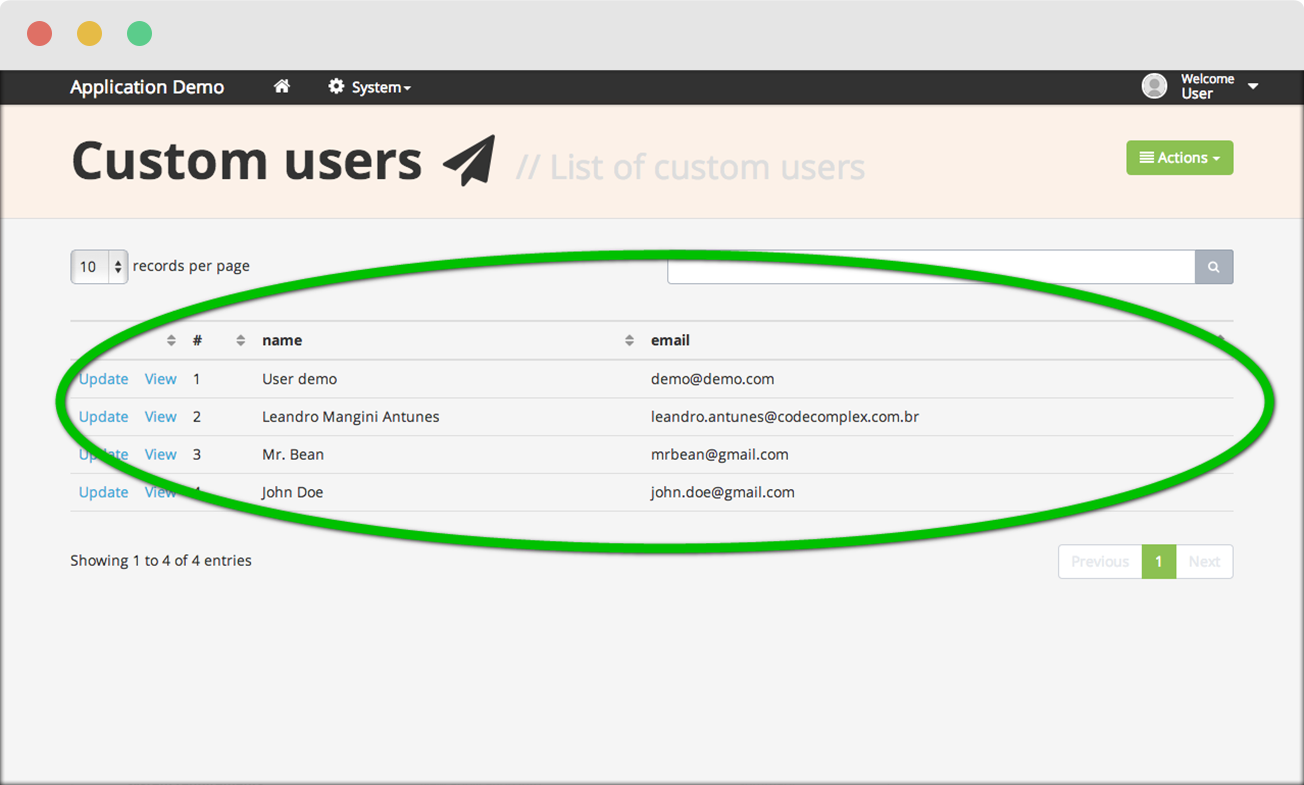 Application Demo System Welcome User
Custom users // List of custom users Actions
10 records per page
# name email
Update View 1 User demo demo@demo.com
Update View 2 Leandro Mangini Antunes leandro.antunes@codecomplex.com.br
Update View 3 Mr. Bean mrbean@gmail.com
Update View John Doe john.doe@gmail.com
Showing 1 to 4 of 4 entries Previous 1 Next